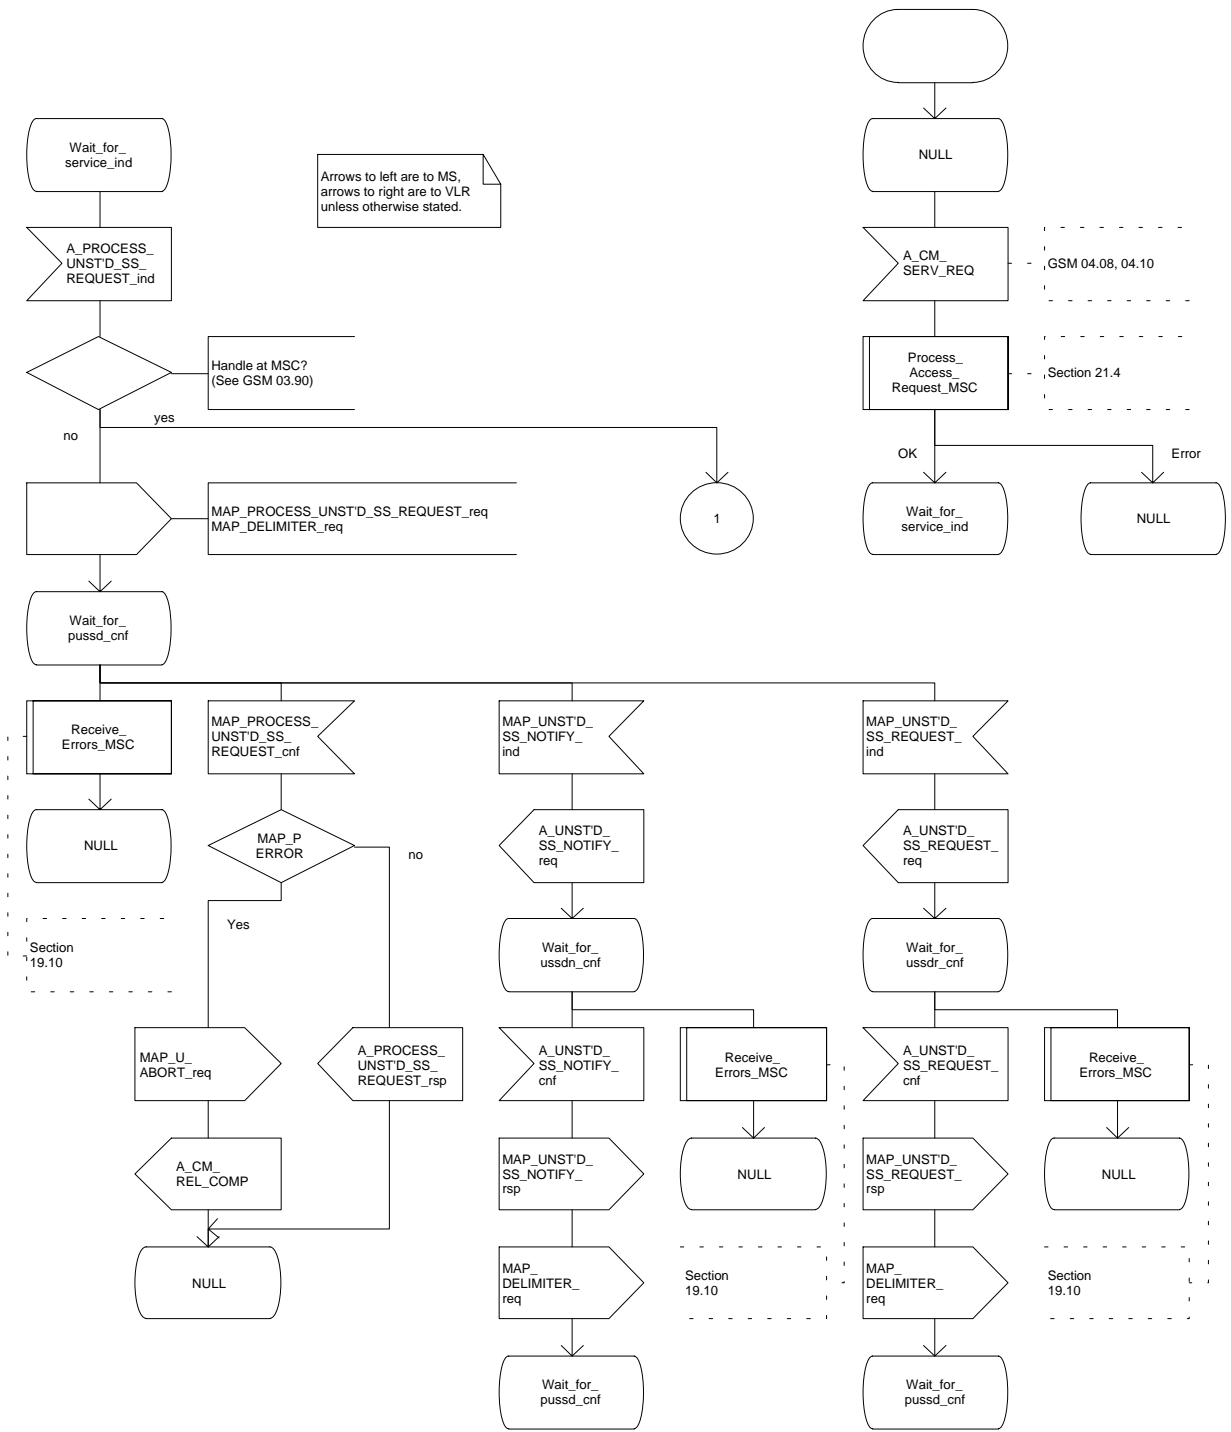 Wait_for_
service_ind
Arrows to left are to MS,
arrows to right are to VLR
unless otherwise stated.
NULL
A_PROCESS_
UNST'D_SS_
REQUEST_ind
A_CM_
SERV_REQ
GSM 04.08, 04.10
Handle at MSC?
(See GSM 03.90)
Process_
Access_
Request_MSC
Section 21.4
no
yes
OK
Error
MAP_PROCESS_UNST'D_SS_REQUEST_req
MAP_DELIMITER_req
1
Wait_for_
service_ind
NULL
Wait_for_
pussd_cnf
Receive_
Errors_MSC
MAP_PROCESS_
UNST'D_SS_
REQUEST_cnf
MAP_UNST'D_
SS_NOTIFY_
ind
MAP_UNST'D_
SS_REQUEST_
ind
NULL
MAP_P
ERROR
no
A_UNST'D_
SS_NOTIFY_
req
A_UNST'D_
SS_REQUEST_
req
Yes
Section
19.10
Wait_for_
ussdn_cnf
Wait_for_
ussdr_cnf
MAP_U_
ABORT_req
A_PROCESS_
UNST'D_SS_
REQUEST_rsp
A_UNST'D_
SS_NOTIFY_
cnf
Receive_
Errors_MSC
A_UNST'D_
SS_REQUEST_
cnf
Receive_
Errors_MSC
A_CM_
REL_COMP
MAP_UNST'D_
SS_NOTIFY_
rsp
NULL
MAP_UNST'D_
SS_REQUEST_
rsp
NULL
NULL
MAP_
DELIMITER_
req
Section
19.10
MAP_
DELIMITER_
req
Section
19.10
Wait_for_
pussd_cnf
Wait_for_
pussd_cnf